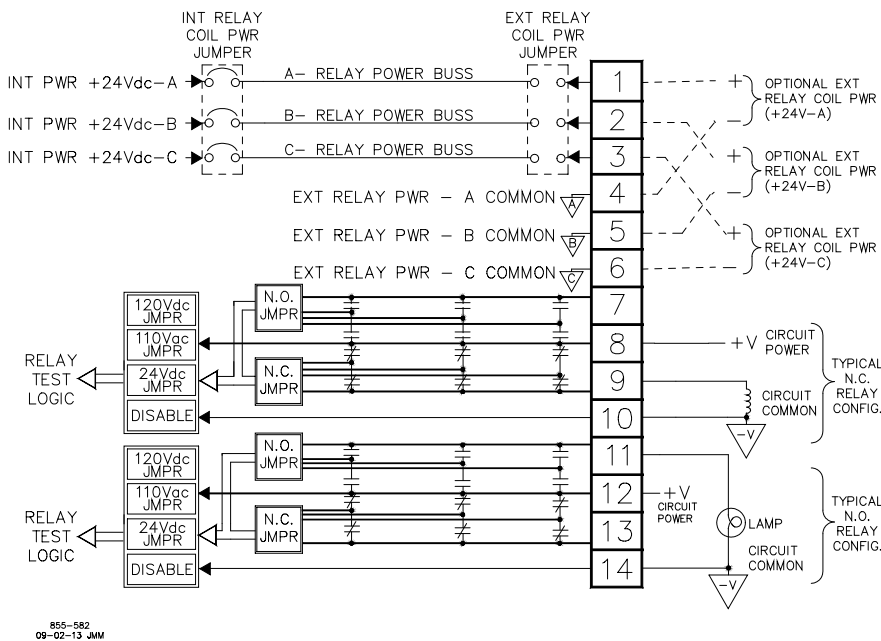 INT RELAY
COIL PWR
JUMPER
EXT RELAY
COIL PWR
JUMPER
INT PWR +24Vdc-A
A- RELAY POWER BUSS
1
+
OPTIONAL EXT
RELAY COIL PWR
(+24V-A)
-
INT PWR +24Vdc-B
B- RELAY POWER BUSS
2
+
OPTIONAL EXT
RELAY COIL PWR
(+24V-B)
-
INT PWR +24Vdc-C
C- RELAY POWER BUSS
3
+
OPTIONAL EXT
RELAY COIL PWR
(+24V-C)
-
EXT RELAY PWR - A COMMON
A
4
EXT RELAY PWR - B COMMON
B
5
EXT RELAY PWR - C COMMON
C
6
RELAY
TEST
LOGIC
120Vdc
JMPR
110Vac
JMPR
24Vdc
JMPR
DISABLE
N.O.
JMPR
N.C.
JMPR
7
8
9
10
+V CIRCUIT
POWER
CIRCUIT
COMMON
-V
TYPICAL
N.C.
RELAY
CONFIG.
RELAY
TEST
LOGIC
120Vdc
JMPR
110Vac
JMPR
24Vdc
JMPR
DISABLE
N.O.
JMPR
N.C.
JMPR
11
12
13
14
+V
CIRCUIT
POWER
LAMP
CIRCUIT
COMMON
-V
TYPICAL
N.O.
RELAY
CONFIG.
855-582
09-02-13 JMM